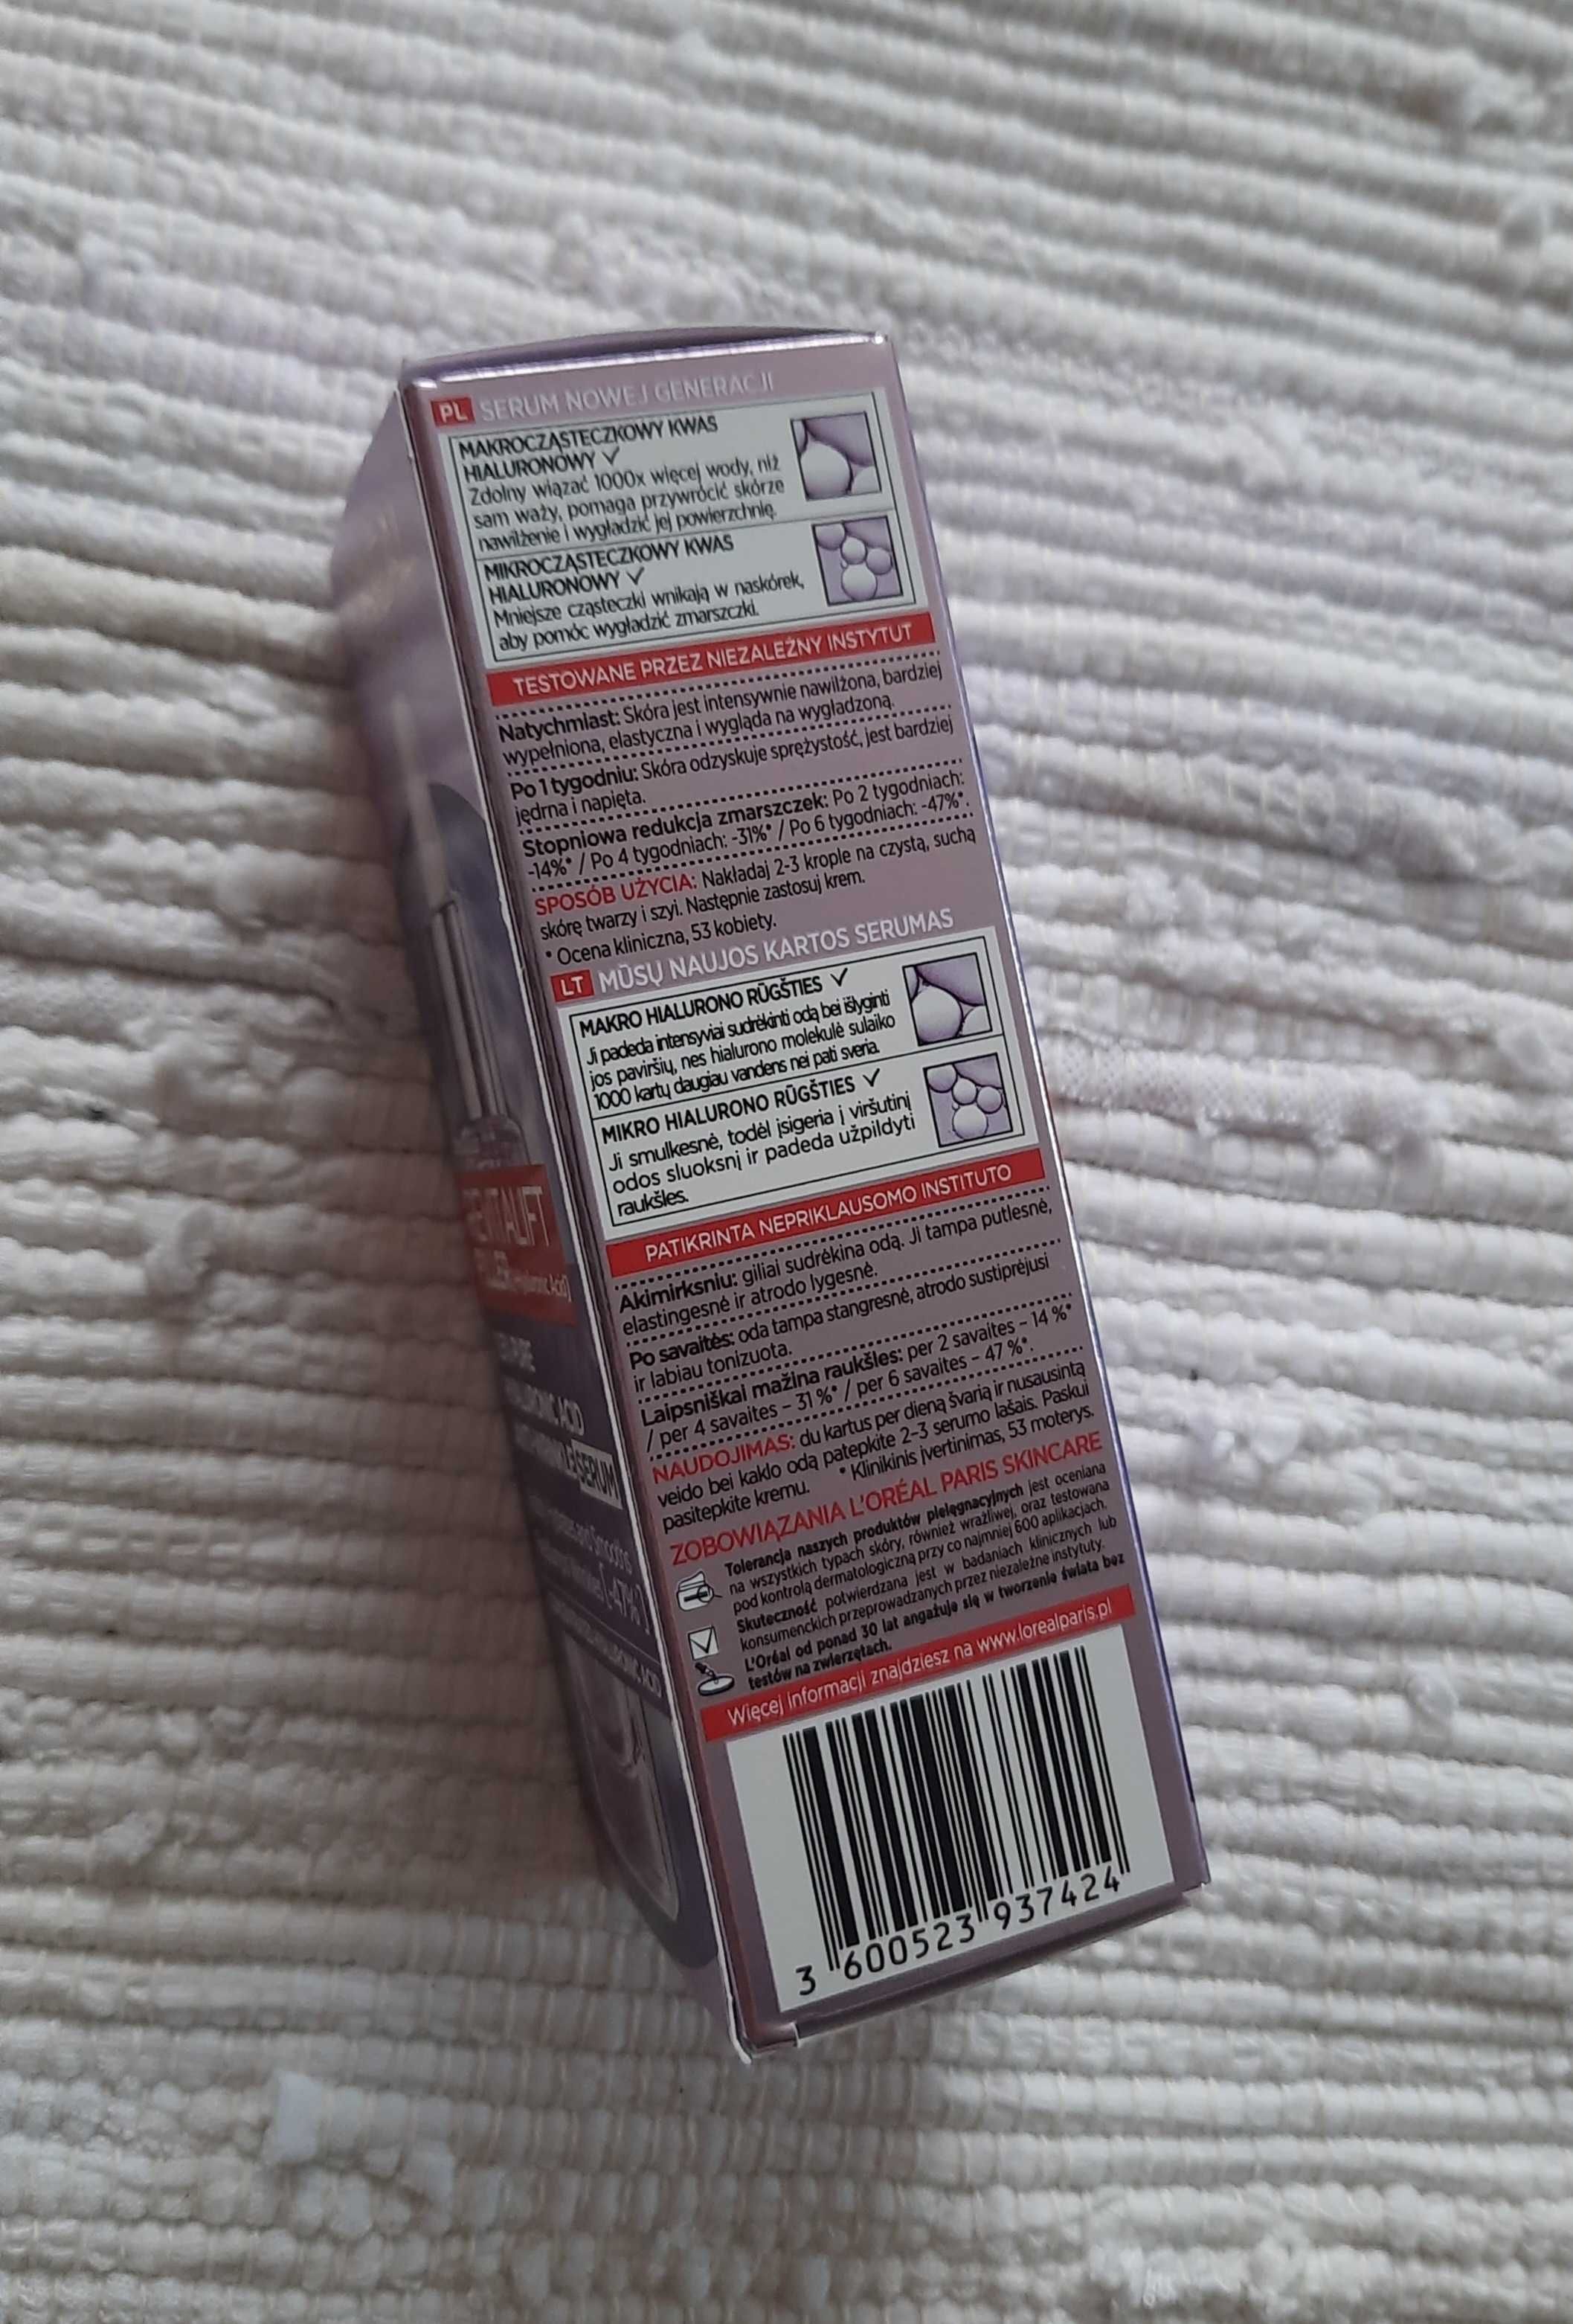 PL SERUM NOWEJ GENERACJI
MAKROCZĄSTECZKOWY KWAS
HIALURONOWY ✓
Zdolny wiązać 1000x więcej wody, niż
sam waży, pomaga przywrócić skórze
nawilżenie i wygładzić jej powierzchnię.
MIKROCZĄSTECZKOWY KWAS
HIALURONOWY ✓
Mniejsze cząsteczki wnikają w naskórek,
aby pomóc wygładzić zmarszczki.
TESTOWANE PRZEZ NIEZALEŻNY INSTYTUT
Natychmiast: Skóra jest intensywnie nawilżona, bardziej
wypełniona, elastyczna i wygląda na wygładzoną.
Po 1 tygodniu: Skóra odzyskuje sprężystość, jest bardziej
jędrna i napięta.
Stopniowa redukcja zmarszczek: Po 2 tygodniach:
-14%* / Po 4 tygodniach: -31%* / Po 6 tygodniach: -47%*.
SPOSÓB UŻYCIA: Nakładaj 2-3 krople na czystą, suchą
skórę twarzy i szyi. Następnie zastosuj krem.
* Ocena kliniczna, 53 kobiety.
LT MŪSŲ NAUJOS KARTOS SERUMAS
MAKRO HIALURONO RŪGŠTIES ✓
Ji padeda intensyviai sudrėkinti odą bei išlyginti
jos paviršių, nes hialurono molekulė sulaiko
1000 kartų daugiau vandens nei pati sveria.
MIKRO HIALURONO RŪGŠTIES ✓
Ji smulkesnė, todėl įsigeria į viršutinį
odos sluoksnį ir padeda užpildyti
raukšles.
PATIKRINTA NEPRIKLAUSOMO INSTITUTO
Akimirksniu: giliai sudrėkina odą. Ji tampa putlesnė,
elastingesnė ir atrodo lygesnė.
Po savaitės: oda tampa stangresnė, atrodo sustiprėjusi
ir labiau tonizuota.
Laipsniškai mažina raukšles: per 2 savaites – 14 %*
/ per 4 savaites – 31 %* / per 6 savaites – 47 %*.
NAUDOJIMAS: du kartus per dieną švarią ir nusausintą
veido bei kaklo odą patepkite 2–3 serumo lašais. Paskui
pasitepkite kremu. * Klinikinis įvertinimas, 53 moterys.
ZOBOWIĄZANIA L'ORÉAL PARIS SKINCARE
Tolerancja naszych produktów pielęgnacyjnych jest oceniana
na wszystkich typach skóry, również wrażliwej, oraz testowana
pod kontrolą dermatologiczną przy co najmniej 600 aplikacjach.
Skuteczność potwierdzana jest w badaniach klinicznych lub
konsumenckich przeprowadzanych przez niezależne instytuty.
L'Oréal od ponad 30 lat angażuje się w tworzenie świata bez
testów na zwierzętach.
Więcej informacji znajdziesz na www.lorealparis.pl
3 600523 937424
SERUM